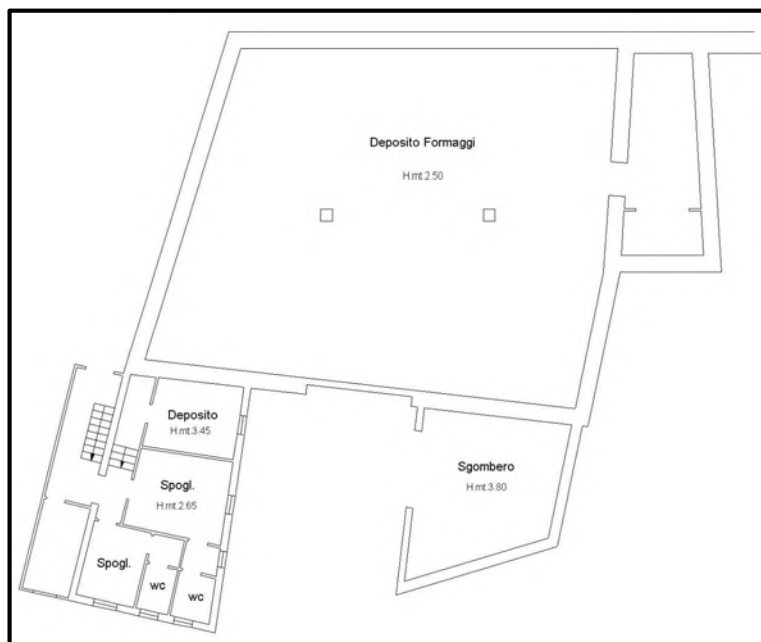 Deposito Formaggi
H.mt.2.50
Deposito
H.mt.3.45
Sgombero
H.mt.3.80
Spogl.
H.mt.2.65
Spogl.
wc
wc